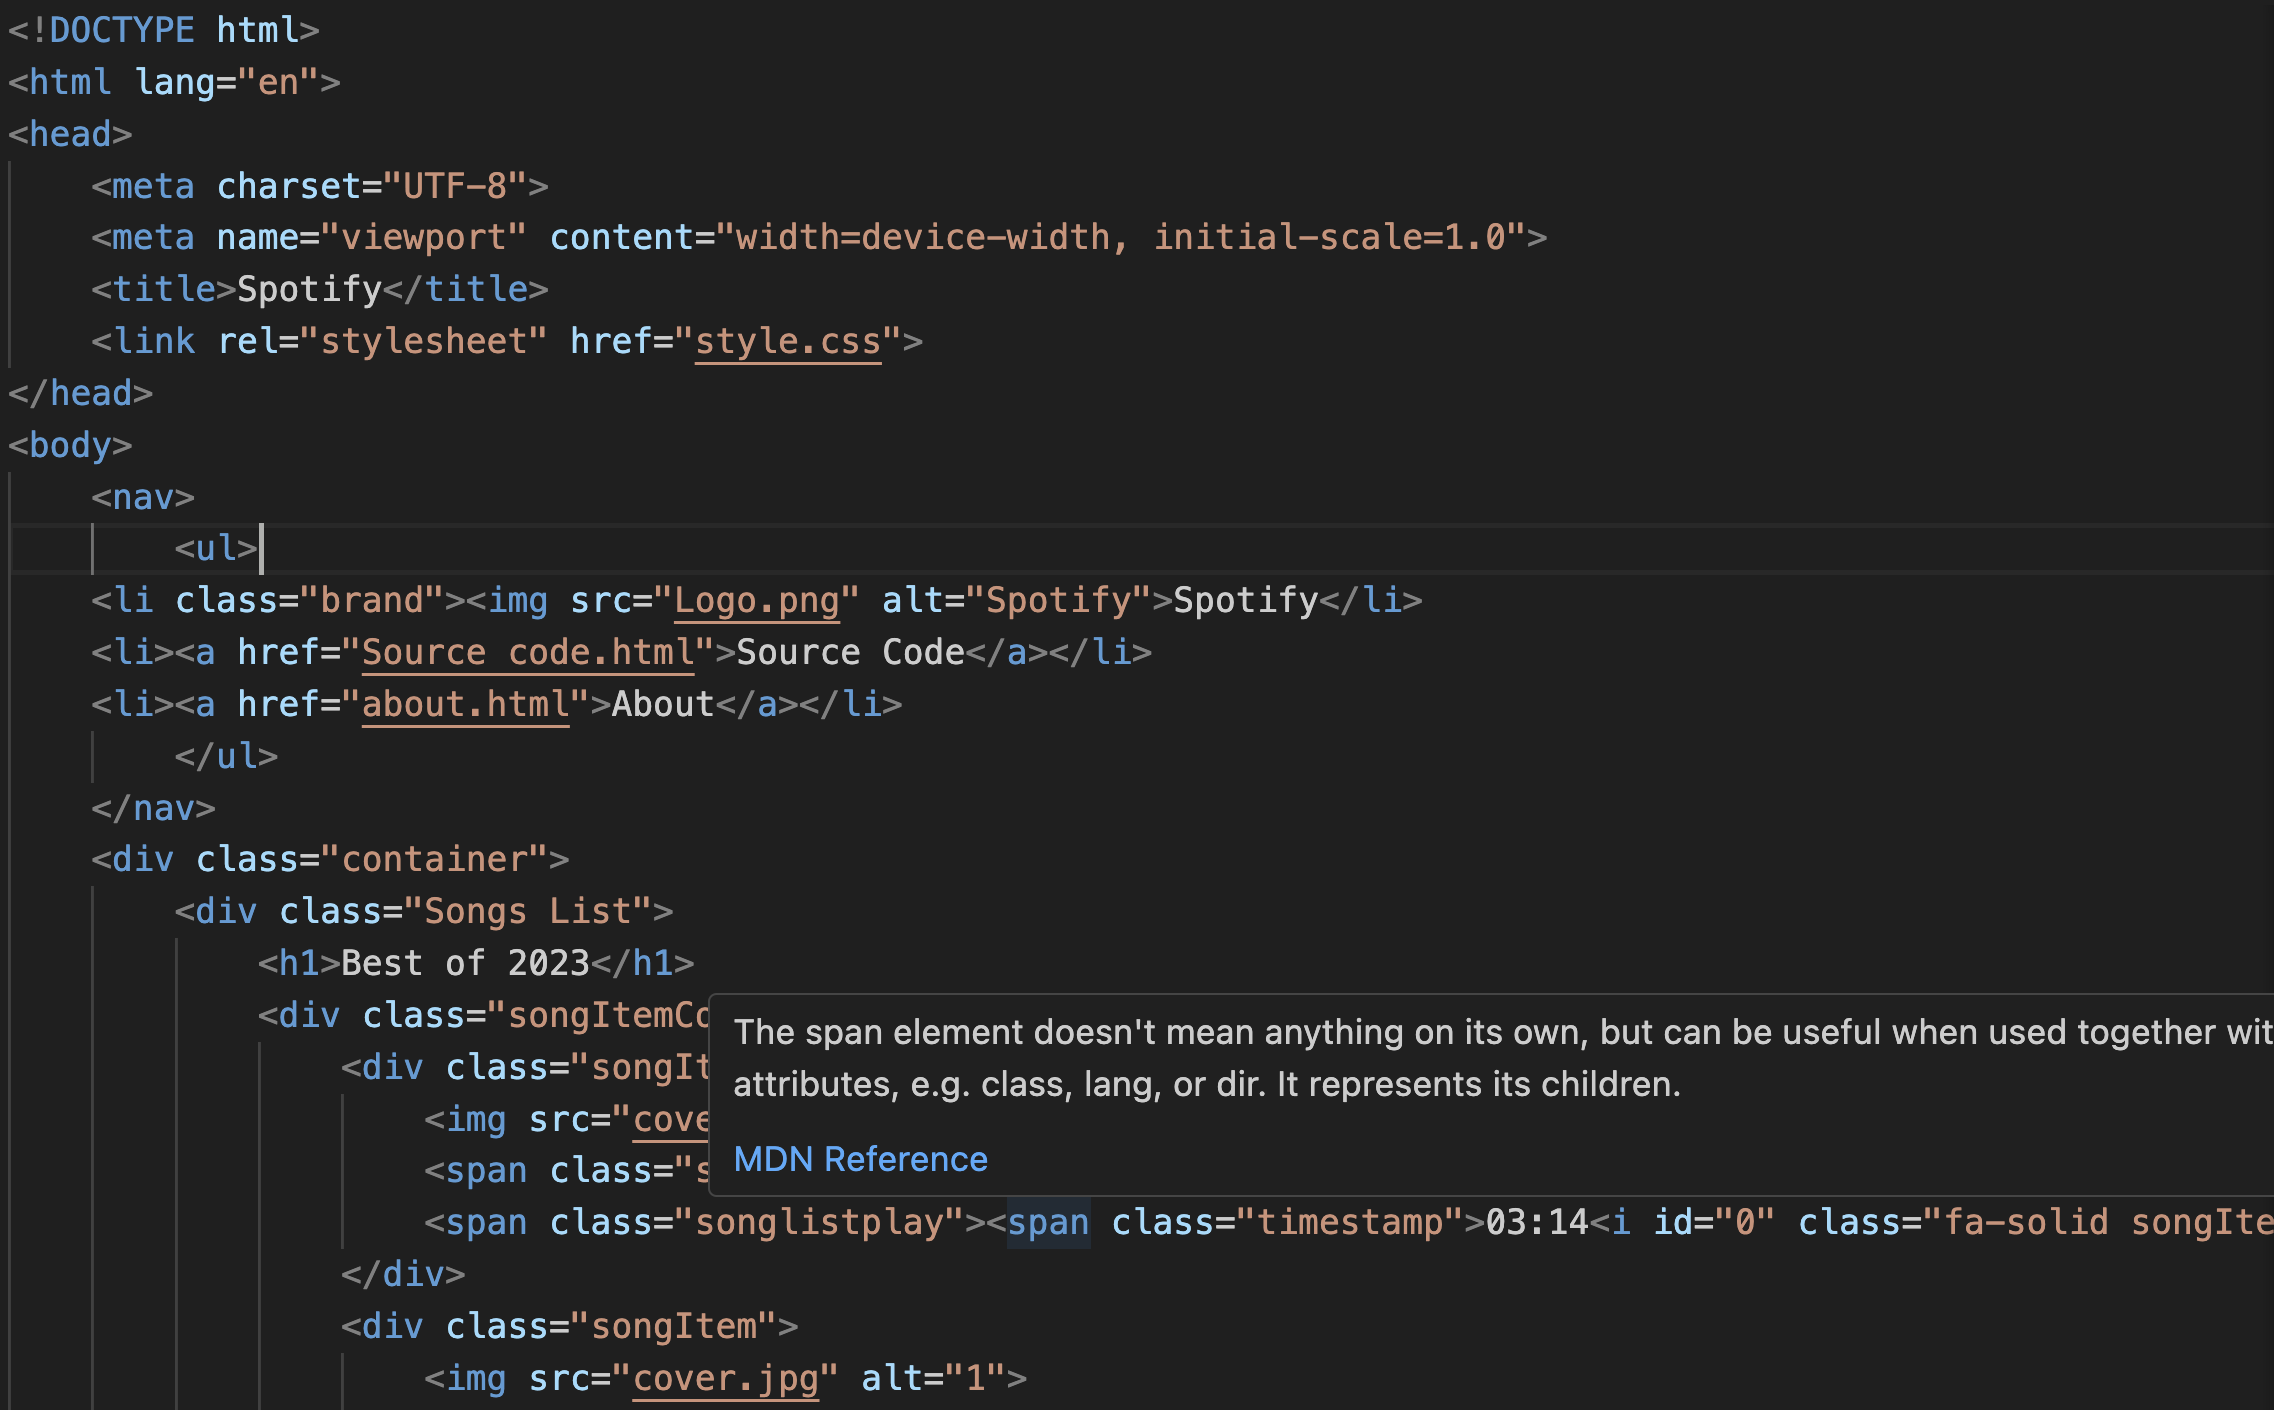 <!DOCTYPE html>
<html lang="en">
<head>
    <meta charset="UTF-8">
    <meta name="viewport" content="width=device-width, initial-scale=1.0">
    <title>Spotify</title>
    <link rel="stylesheet" href="style.css">
</head>
<body>
    <nav>
        <ul>
    <li class="brand"><img src="Logo.png" alt="Spotify">Spotify</li>
    <li><a href="Source code.html">Source Code</a></li>
    <li><a href="about.html">About</a></li>
        </ul>
    </nav>
    <div class="container">
        <div class="Songs List">
            <h1>Best of 2023</h1>
            <div class="songItemCo
                <div class="songIt
                    <img src="cove
                    <span class="s
The span element doesn't mean anything on its own, but can be useful when used together wit
attributes, e.g. class, lang, or dir. It represents its children.
MDN Reference
                    <span class="songlistplay"><span class="timestamp">03:14<i id="0" class="fa-solid songIte
                </div>
                <div class="songItem">
                    <img src="cover.jpg" alt="1">